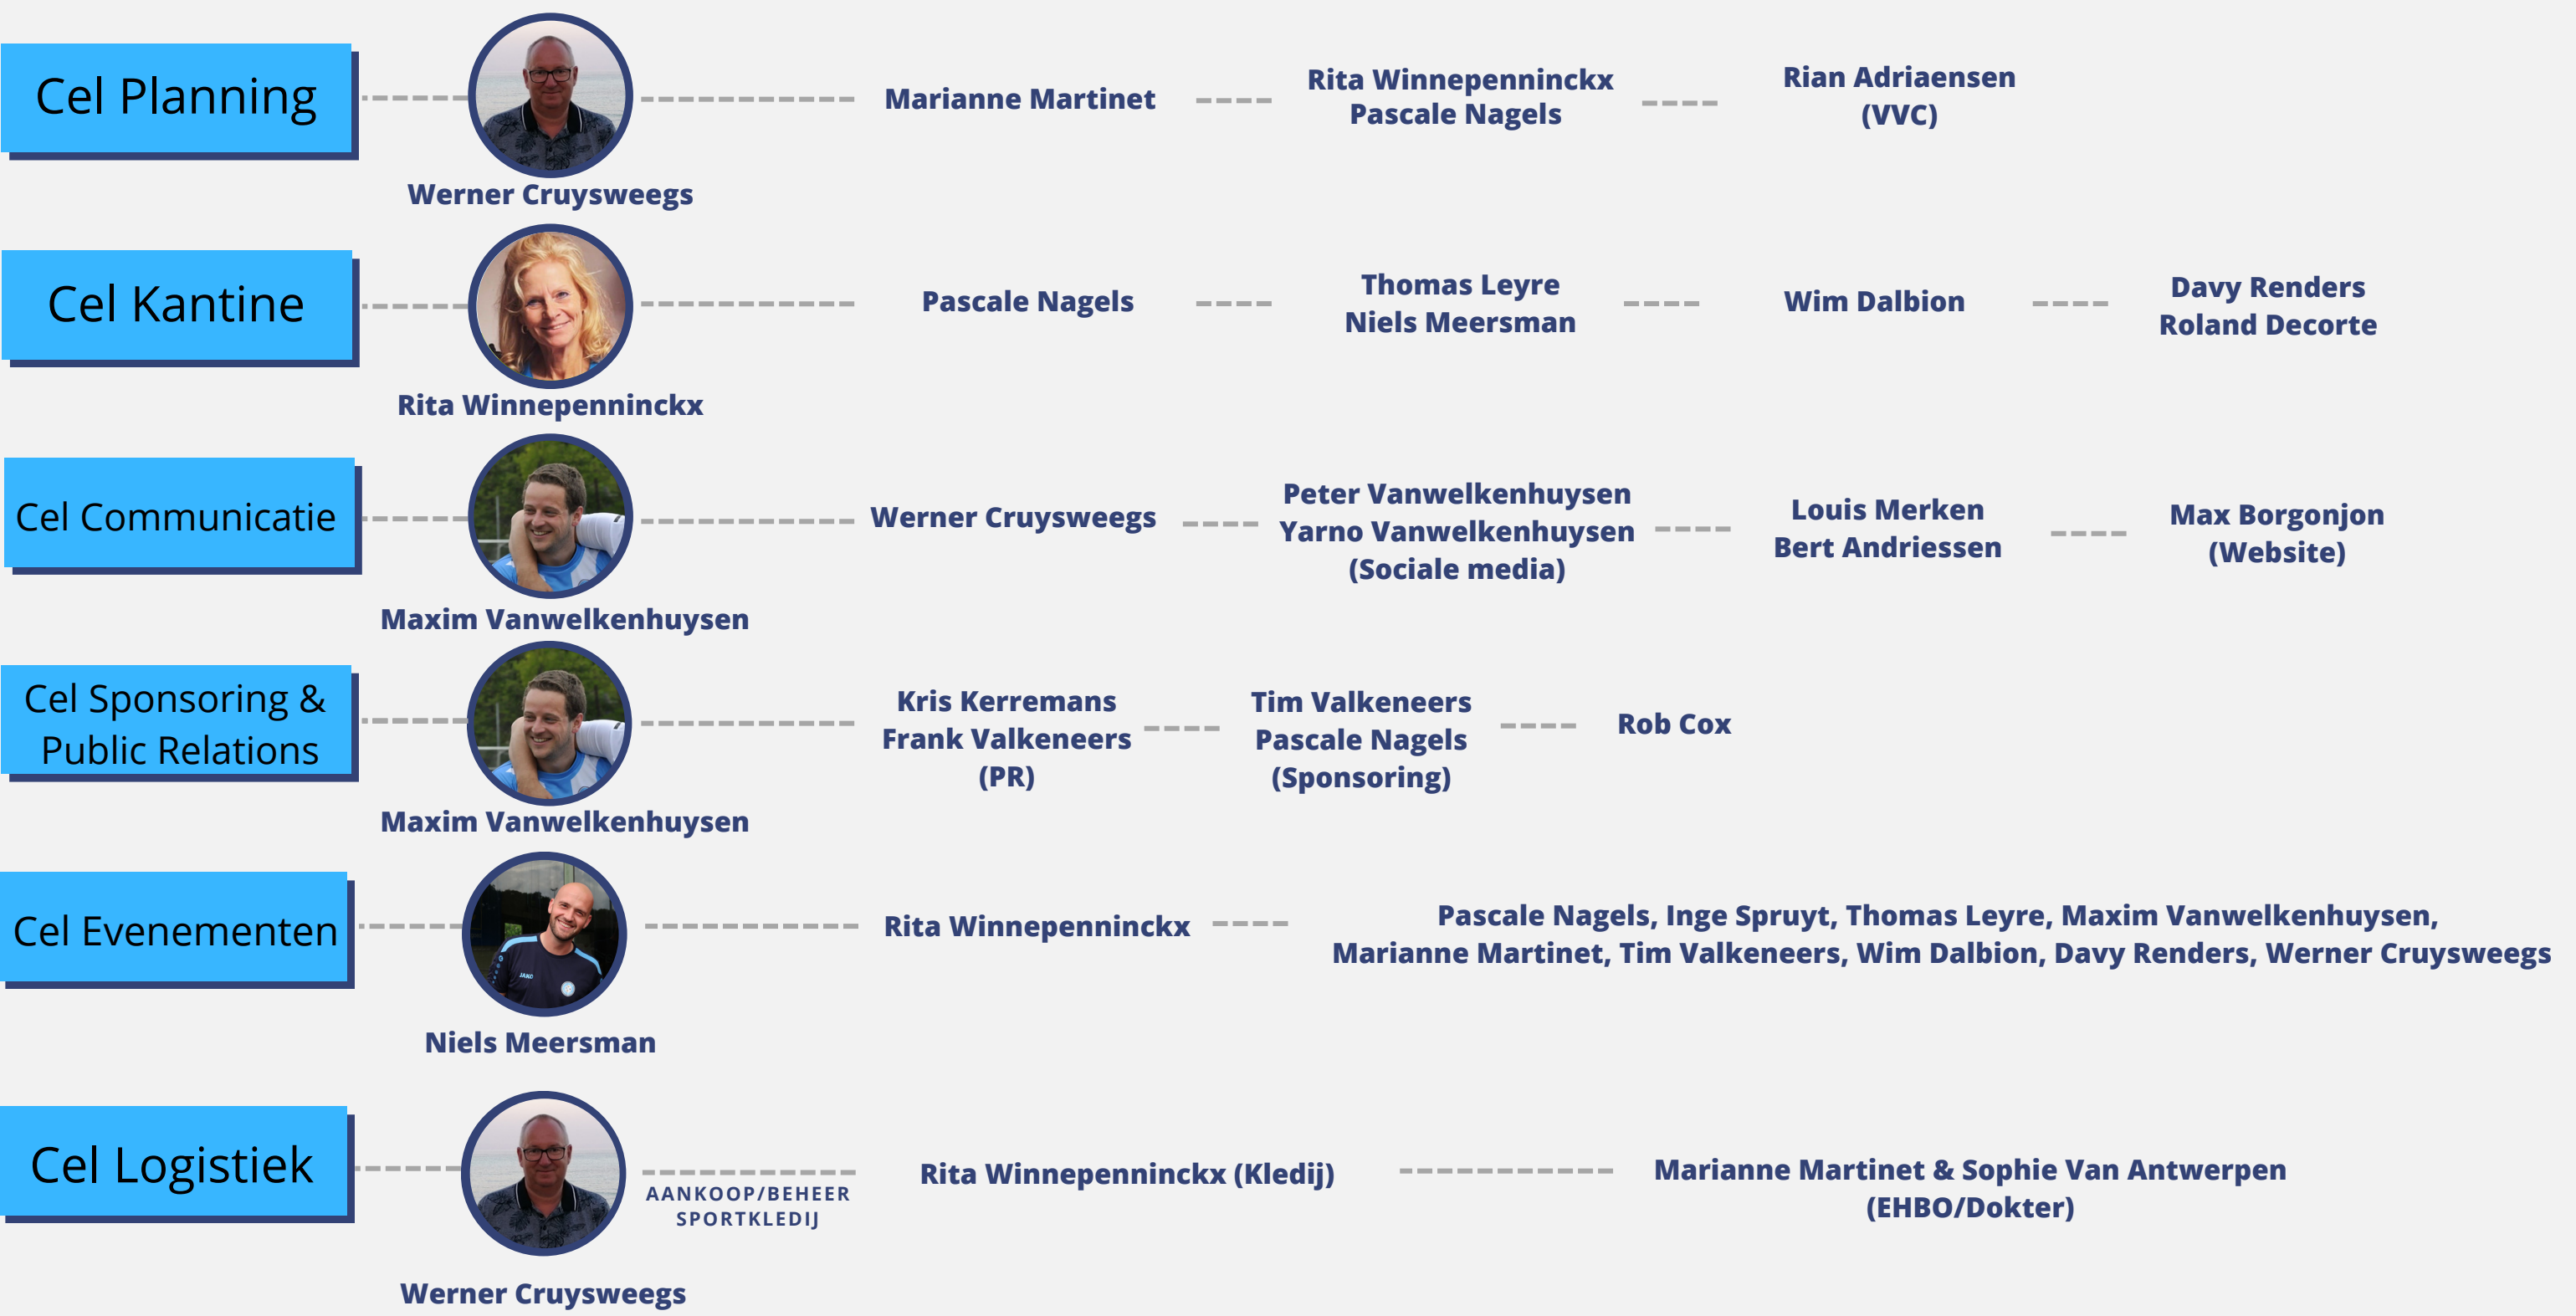 Cel Planning
Werner Cruysweegs
Marianne Martinet
Rita Winnepenninckx
Pascale Nagels
Rian Adriaensen
(VVC)
Cel Kantine
Rita Winnepenninckx
Pascale Nagels
Thomas Leyre
Niels Meersman
Wim Dalbion
Davy Renders
Roland Decorte
Cel Communicatie
Maxim Vanwelkenhuysen
Werner Cruysweegs
Peter Vanwelkenhuysen
Yarno Vanwelkenhuysen
(Sociale media)
Louis Merken
Bert Andriessen
Max Borgonjon
(Website)
Cel Sponsoring &
Public Relations
Maxim Vanwelkenhuysen
Kris Kerremans
Frank Valkeneers
(PR)
Tim Valkeneers
Pascale Nagels
(Sponsoring)
Rob Cox
Cel Evenementen
JAKO
Niels Meersman
Rita Winnepenninckx
Pascale Nagels, Inge Spruyt, Thomas Leyre, Maxim Vanwelkenhuysen,
Marianne Martinet, Tim Valkeneers, Wim Dalbion, Davy Renders, Werner Cruysweegs
Cel Logistiek
Werner Cruysweegs
AANKOOP/BEHEER
SPORTKLEDIJ
Rita Winnepenninckx (Kledij)
Marianne Martinet & Sophie Van Antwerpen
(EHBO/Dokter)